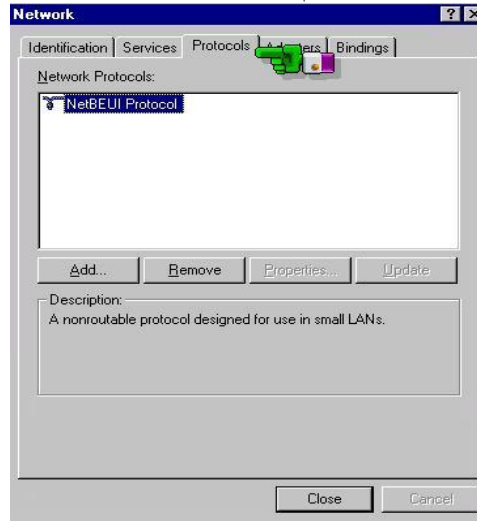 Network
Identification Services Protocols Adapters Bindings
Network Protocols:
NetBEUI Protocol
Add... Remove Properties... Update
Description:
A nonroutable protocol designed for use in small LANs.
Close Cancel